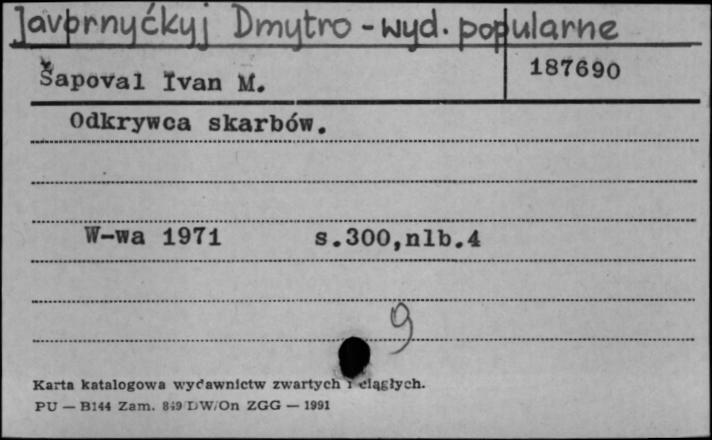 Javornyćkyj Dmytro - wyd. popularne
Šapoval Ivan M.
187690
Odkrywca skarbów.
W-wa 1971 s.300,nlb.4
9
Karta katalogowa wydawnictw zwartych i ciągłych.
PU — B144 Zam. 849 DW/On ZGG — 1991